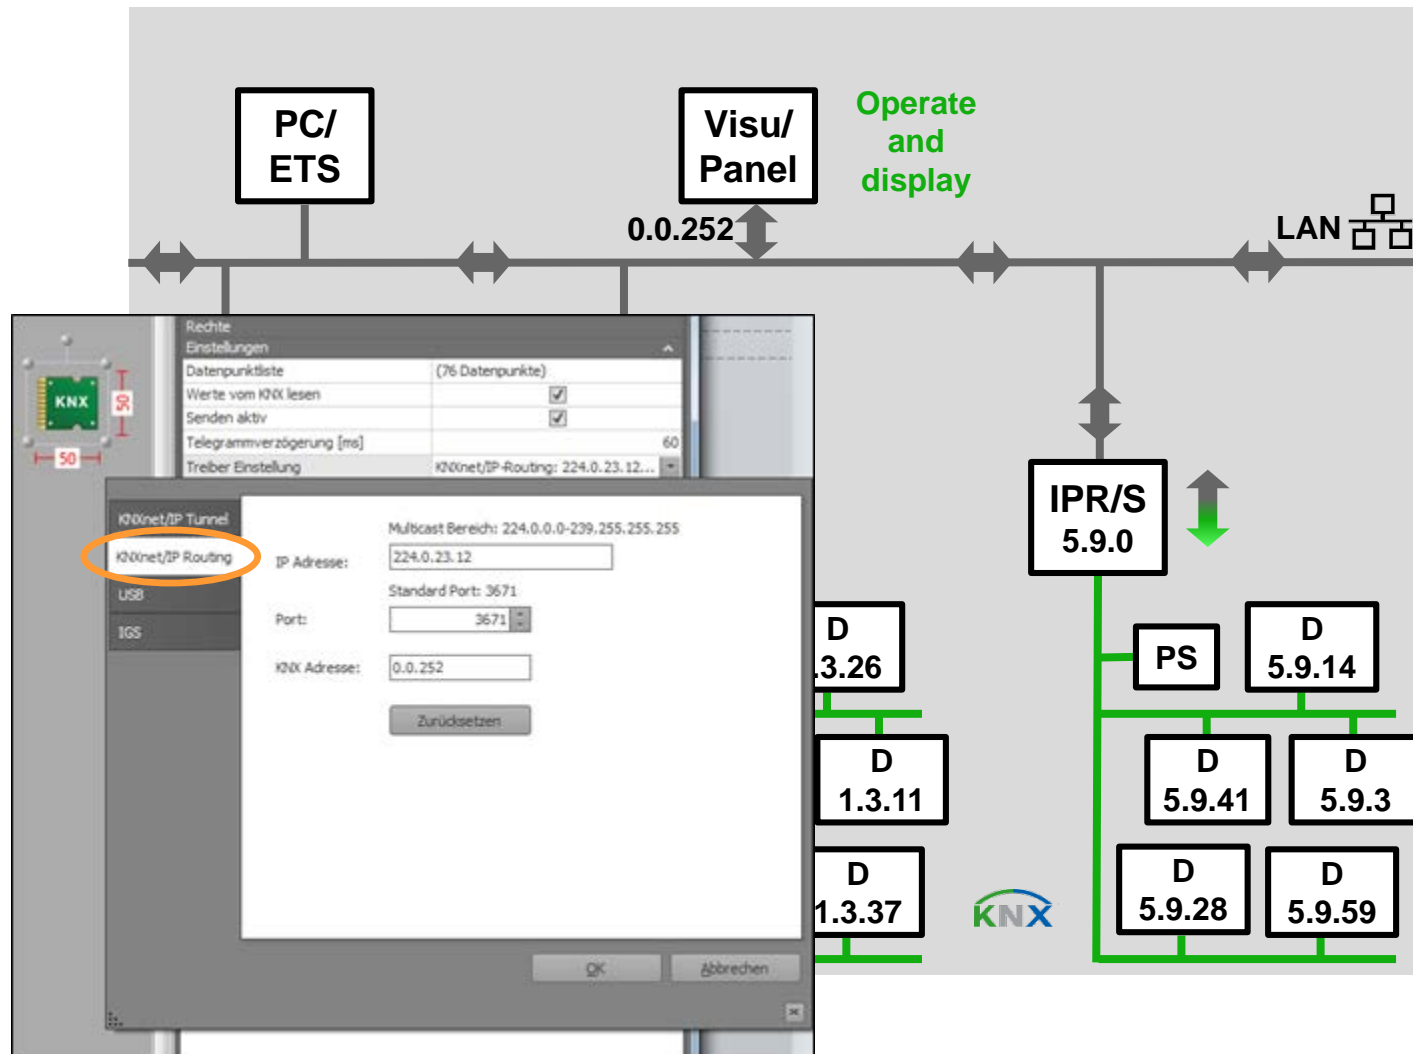 PC/
ETS
Visu/
Panel
Operate
and
display
0.0.252
LAN
Rechte
Einstellungen
Datenpunktliste (76 Datenpunkte)
Werte vom KNX lesen
Senden aktiv
Telegrammverzögerung [ms] 60
Treiber Einstellung KNXnet/IP-Routing: 224.0.23.12...
KNX
50
50
KNXnet/IP Tunnel
KNXnet/IP Routing
USB
IGS
Multicast Bereich: 224.0.0.0-239.255.255.255
IP Adresse: 224.0.23.12
Standard Port: 3671
Port: 3671
KNX Adresse: 0.0.252
Zurücksetzen
OK Abbrechen
IPR/S
5.9.0
PS
D
.3.26
D
1.3.11
D
1.3.37
D
5.9.14
D
5.9.41
D
5.9.3
D
5.9.28
D
5.9.59
KNX